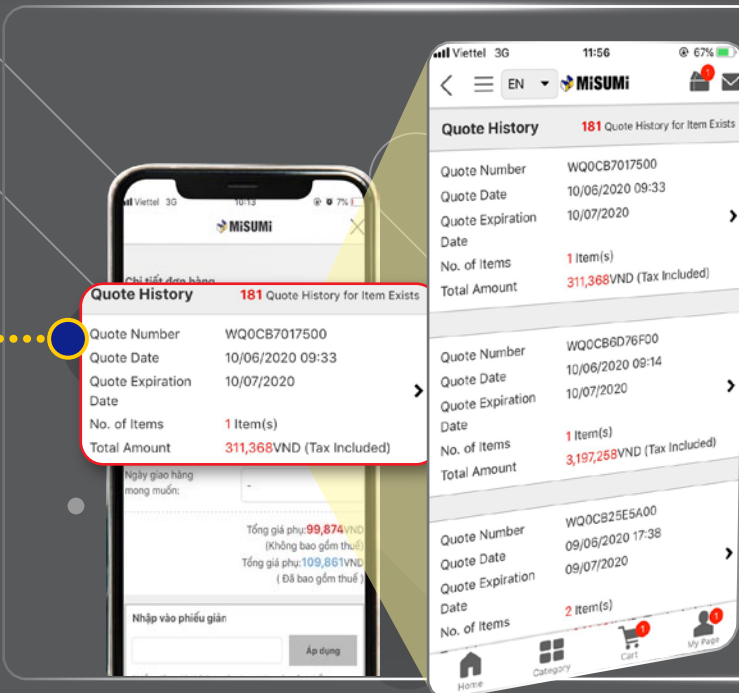 Viettel 3G 10:13 7%
MiSUMi
Chi tiết đơn hàng
Quote History 181 Quote History for Item Exists
Quote Number WQ0CB7017500
Quote Date 10/06/2020 09:33
Quote Expiration 10/07/2020
Date
No. of Items 1 Item(s)
Total Amount 311,368VND (Tax Included)
Ngày giao hàng
mong muốn: -
Tổng giá phụ:99,874VND
(Không bao gồm thuế)
Tổng giá phụ:109,861VND
( Đã bao gồm thuế )
Nhập vào phiếu giản
Áp dụng
Viettel 3G 11:56 67%
EN MiSUMi 1
Quote History 181 Quote History for Item Exists
Quote Number WQ0CB7017500
Quote Date 10/06/2020 09:33
Quote Expiration 10/07/2020
Date
No. of Items 1 Item(s)
Total Amount 311,368VND (Tax Included)
Quote Number WQ0CB6D76F00
Quote Date 10/06/2020 09:14
Quote Expiration 10/07/2020
Date
No. of Items 1 Item(s)
Total Amount 3,197,258VND (Tax Included)
Quote Number WQ0CB25E5A00
Quote Date 09/06/2020 17:38
Quote Expiration 09/07/2020
Date
No. of Items 2 Item(s)
1 1
Home Category Cart My Page